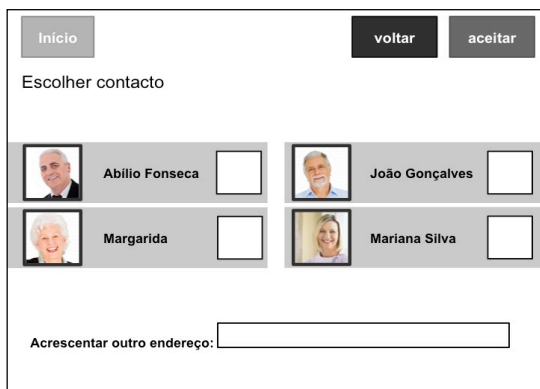 Início
voltar
aceitar
Escolher contacto
Abílio Fonseca
João Gonçalves
Margarida
Mariana Silva
Acrescentar outro endereço: